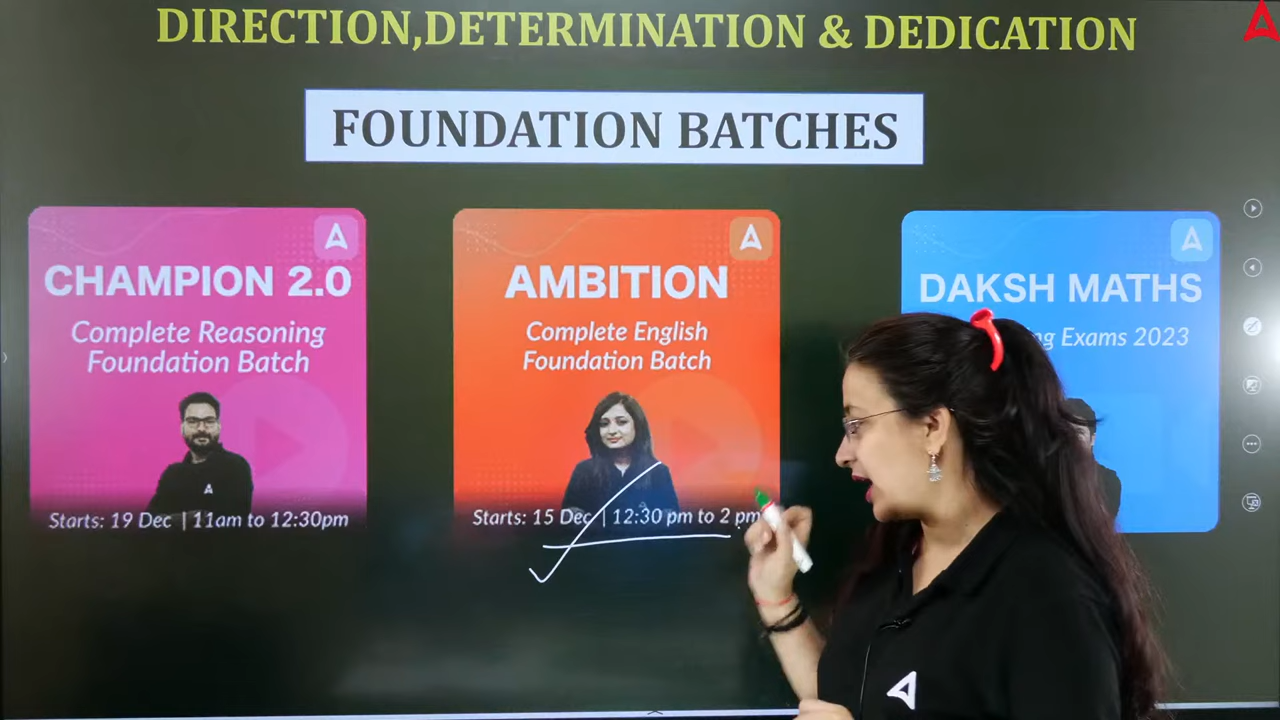 DIRECTION,DETERMINATION & DEDICATION
FOUNDATION BATCHES
CHAMPION 2.0
Complete Reasoning
Foundation Batch
Starts: 19 Dec | 11am to 12:30pm
AMBITION
Complete English
Foundation Batch
Starts: 15 Dec | 12:30 pm to 2 pm
DAKSH MATHS
Exams 2023